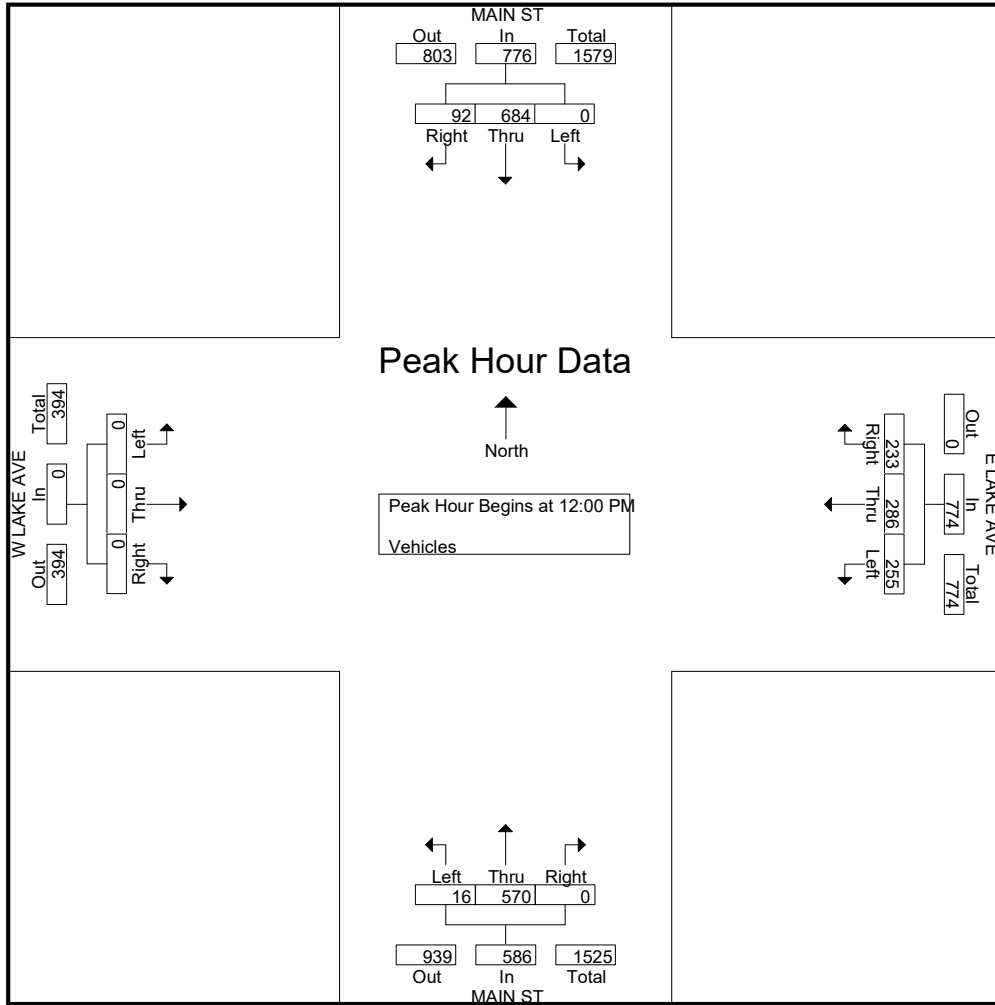 MAIN ST
Out In Total
803 776 1579
92 684 0
Right Thru Left
Peak Hour Data
North
Peak Hour Begins at 12:00 PM
Vehicles
W LAKE AVE
Out In Total
394 0 394
0 0 0
Right Thru Left
E LAKE AVE
Out In Total
0 774 774
233 286 255
Right Thru Left
Left Thru Right
16 570 0
939 586 1525
Out In Total
MAIN ST